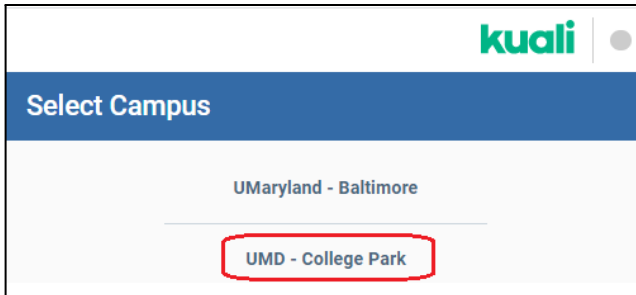 kuali
Select Campus
UMaryland - Baltimore
UMD - College Park